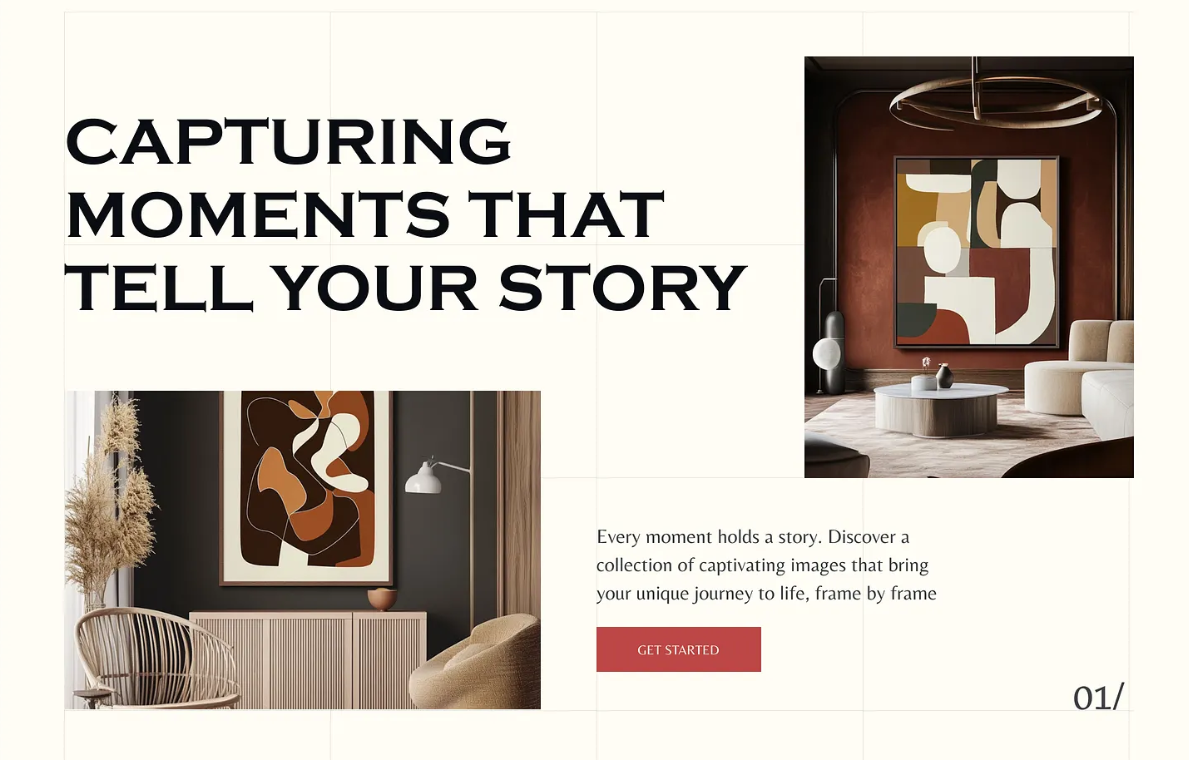 CAPTURING
MOMENTS THAT
TELL YOUR STORY
Every moment holds a story. Discover a
collection of captivating images that bring
your unique journey to life, frame by frame
GET STARTED
01/